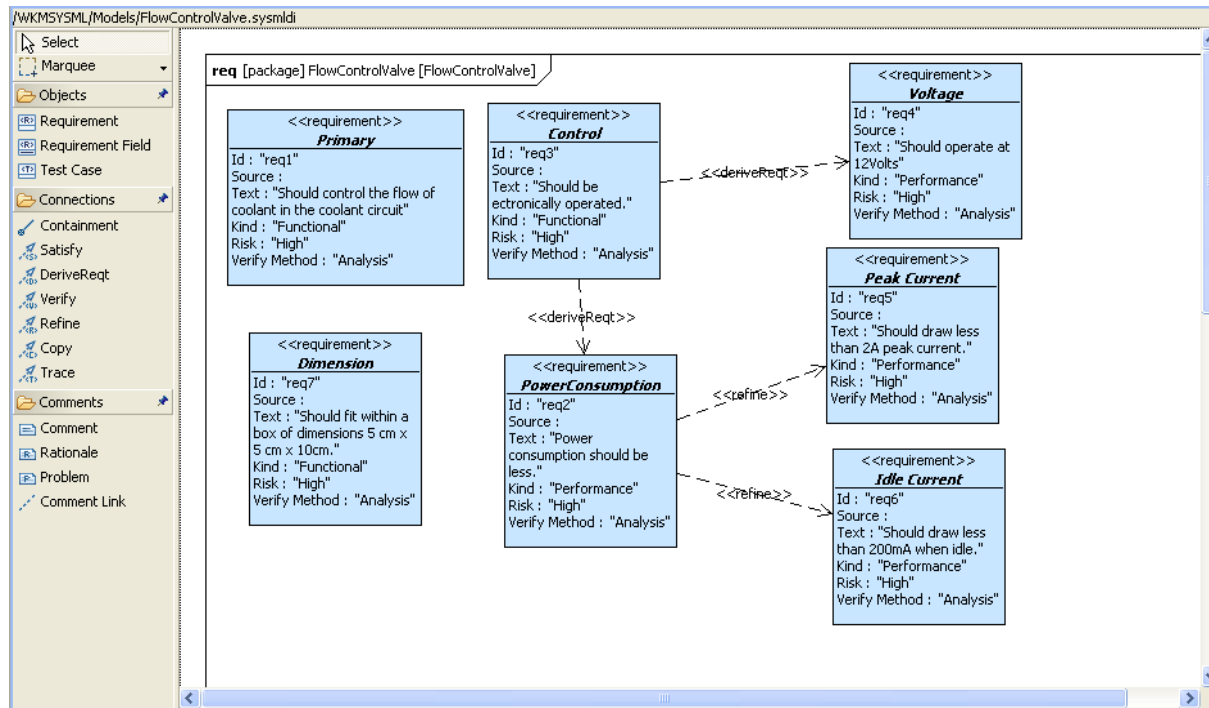 /WKMSYSML/Models/FlowControlValve.sysmldi
Select
Marquee
Objects
Requirement
Requirement Field
Test Case
Connections
Containment
Satisfy
DeriveReqt
Verify
Refine
Copy
Trace
Comments
Comment
Rationale
Problem
Comment Link
req [package] FlowControlValve [FlowControlValve]
<<requirement>>
Primary
Id : "req1"
Source :
Text : "Should control the flow of
coolant in the coolant circuit"
Kind : "Functional"
Risk : "High"
Verify Method : "Analysis"
<<requirement>>
Control
Id : "req3"
Source :
Text : "Should be
ectronically operated."
Kind : "Functional"
Risk : "High"
Verify Method : "Analysis"
<<deriveReqt>>
<<requirement>>
Voltage
Id : "req4"
Source :
Text : "Should operate at
12Volts"
Kind : "Performance"
Risk : "High"
Verify Method : "Analysis"
<<deriveReqt>>
<<requirement>>
Peak Current
Id : "req5"
Source :
Text : "Should draw less
than 2A peak current."
Kind : "Performance"
Risk : "High"
Verify Method : "Analysis"
<<requirement>>
Dimension
Id : "req7"
Source :
Text : "Should fit within a
box of dimensions 5 cm x
5 cm x 10cm."
Kind : "Functional"
Risk : "High"
Verify Method : "Analysis"
<<requirement>>
PowerConsumption
Id : "req2"
Source :
Text : "Power
consumption should be
less."
Kind : "Performance"
Risk : "High"
Verify Method : "Analysis"
<<refine>>
<<refine>>
<<requirement>>
Idle Current
Id : "req6"
Source :
Text : "Should draw less
than 200mA when idle."
Kind : "Performance"
Risk : "High"
Verify Method : "Analysis"